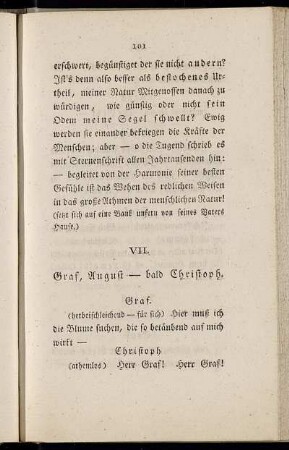 101
erschwert, begünstiget der sie nicht andern?
Ist's denn also besser als bestochenes Ur-
theil, meiner Natur Mitgenossen danach zu
würdigen, wie günstig oder nicht sein
Odem meine Segel schwellt? Ewig
werden sie einander bekriegen die Kräfte der
Menschen; aber — o die Tugend schrieb es
mit Sternenschrift allen Jahrtausenden hin:
— begleitet von der Harmonie seiner besten
Gefühle ist das Wehen des redlichen Weisen
in das große Athmen der menschlichen Natur!
(setzt sich auf eine Bank unfern von seines Vaters
Hause.)
VII.
Graf, August — bald Christoph.
Graf.
(herbeischleichend — für sich) Hier muß ich
die Blume suchen, die so betäubend auf mich
wirkt —
Christoph
(athemlos) Herr Graf! Herr Graf!